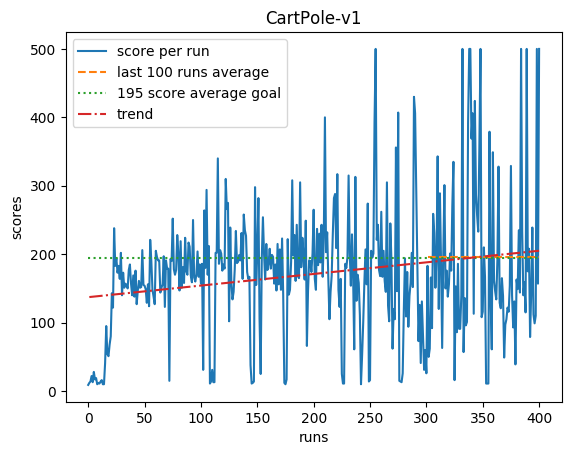 CartPole-v1
score per run
last 100 runs average
195 score average goal
trend
scores
500
400
300
200
100
0
0
50
100
150
200
250
300
350
400
runs